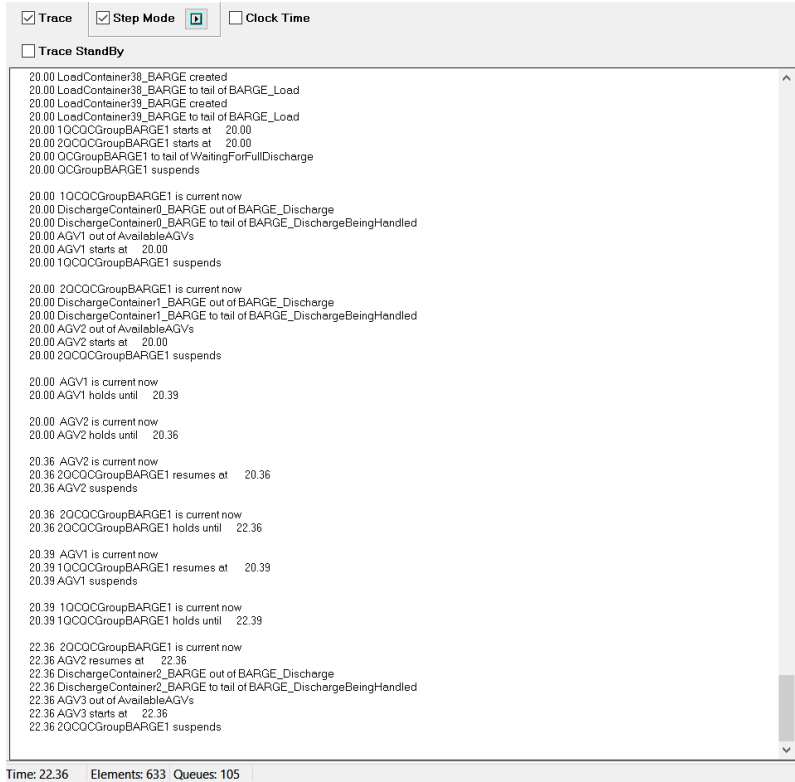 Trace
Step Mode
Clock Time
Trace StandBy
20.00 LoadContainer38_BARGE created
20.00 LoadContainer38_BARGE to tail of BARGE_Load
20.00 LoadContainer39_BARGE created
20.00 LoadContainer39_BARGE to tail of BARGE_Load
20.00 1QCQCGroupBARGE1 starts at 20.00
20.00 2QCQCGroupBARGE1 starts at 20.00
20.00 QCGroupBARGE1 to tail of WaitingForFullDischarge
20.00 QCGroupBARGE1 suspends
20.00 1QCQCGroupBARGE1 is current now
20.00 DischargeContainer0_BARGE out of BARGE_Discharge
20.00 DischargeContainer0_BARGE to tail of BARGE_DischargeBeingHandled
20.00 AGV1 out of AvailableAGVs
20.00 AGV1 starts at 20.00
20.00 1QCQCGroupBARGE1 suspends
20.00 2QCQCGroupBARGE1 is current now
20.00 DischargeContainer1_BARGE out of BARGE_Discharge
20.00 DischargeContainer1_BARGE to tail of BARGE_DischargeBeingHandled
20.00 AGV2 out of AvailableAGVs
20.00 AGV2 starts at 20.00
20.00 2QCQCGroupBARGE1 suspends
20.00 AGV1 is current now
20.00 AGV1 holds until 20.39
20.00 AGV2 is current now
20.00 AGV2 holds until 20.36
20.36 AGV2 is current now
20.36 2QCQCGroupBARGE1 resumes at 20.36
20.36 AGV2 suspends
20.36 2QCQCGroupBARGE1 is current now
20.36 2QCQCGroupBARGE1 holds until 22.36
20.39 AGV1 is current now
20.39 1QCQCGroupBARGE1 resumes at 20.39
20.39 AGV1 suspends
20.39 1QCQCGroupBARGE1 is current now
20.39 1QCQCGroupBARGE1 holds until 22.39
22.36 2QCQCGroupBARGE1 is current now
22.36 AGV2 resumes at 22.36
22.36 DischargeContainer2_BARGE out of BARGE_Discharge
22.36 DischargeContainer2_BARGE to tail of BARGE_DischargeBeingHandled
22.36 AGV3 out of AvailableAGVs
22.36 AGV3 starts at 22.36
22.36 2QCQCGroupBARGE1 suspends
Time: 22.36 Elements: 633 Queues: 105